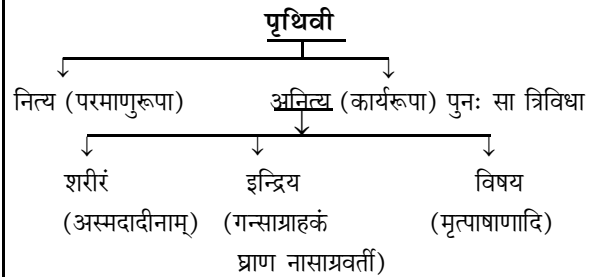 पृथिवी
नित्य (परमाणुरूपा) अनित्य (कार्यरूपा) पुनः सा त्रिविधा
शरीरं इन्द्रिय विषय
(अस्मदादीनाम्) (गन्साग्राहकं (मृत्पाषाणादि)
घ्राण नासाग्रवर्ती)